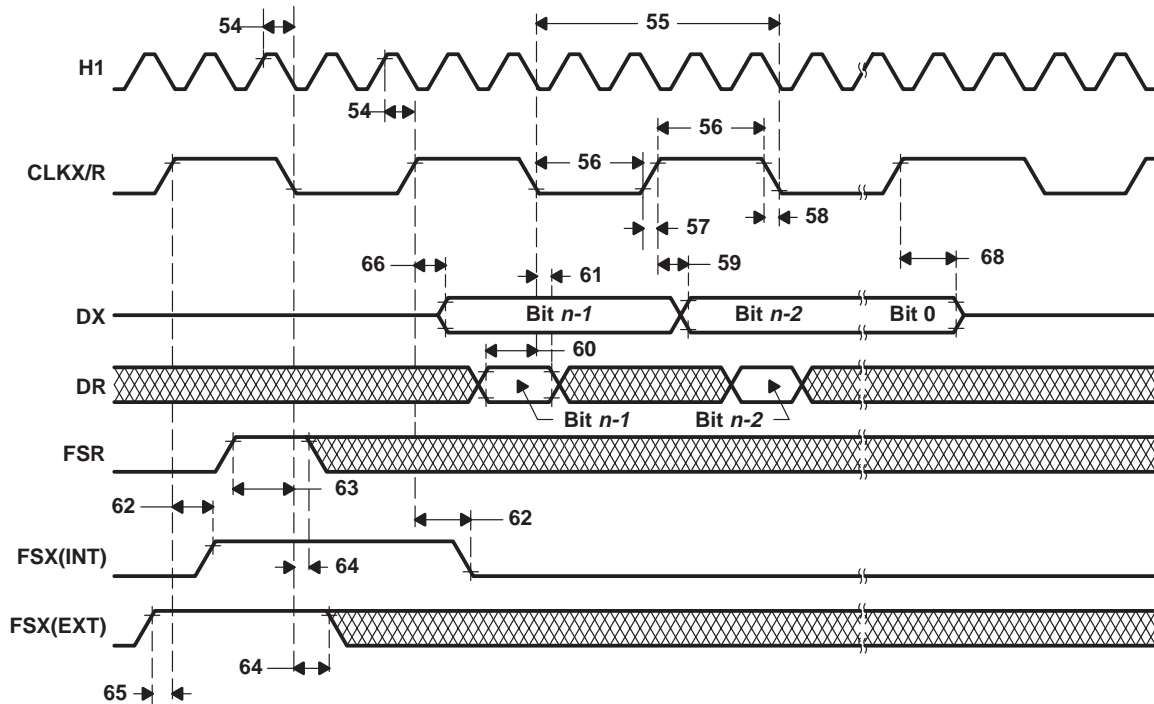 54
55
H1
54
56
CLKX/R
56
57
58
66
61
59
68
DX
Bit n-1
Bit n-2
Bit 0
60
DR
Bit n-1
Bit n-2
FSR
62
63
62
FSX(INT)
64
FSX(EXT)
64
65